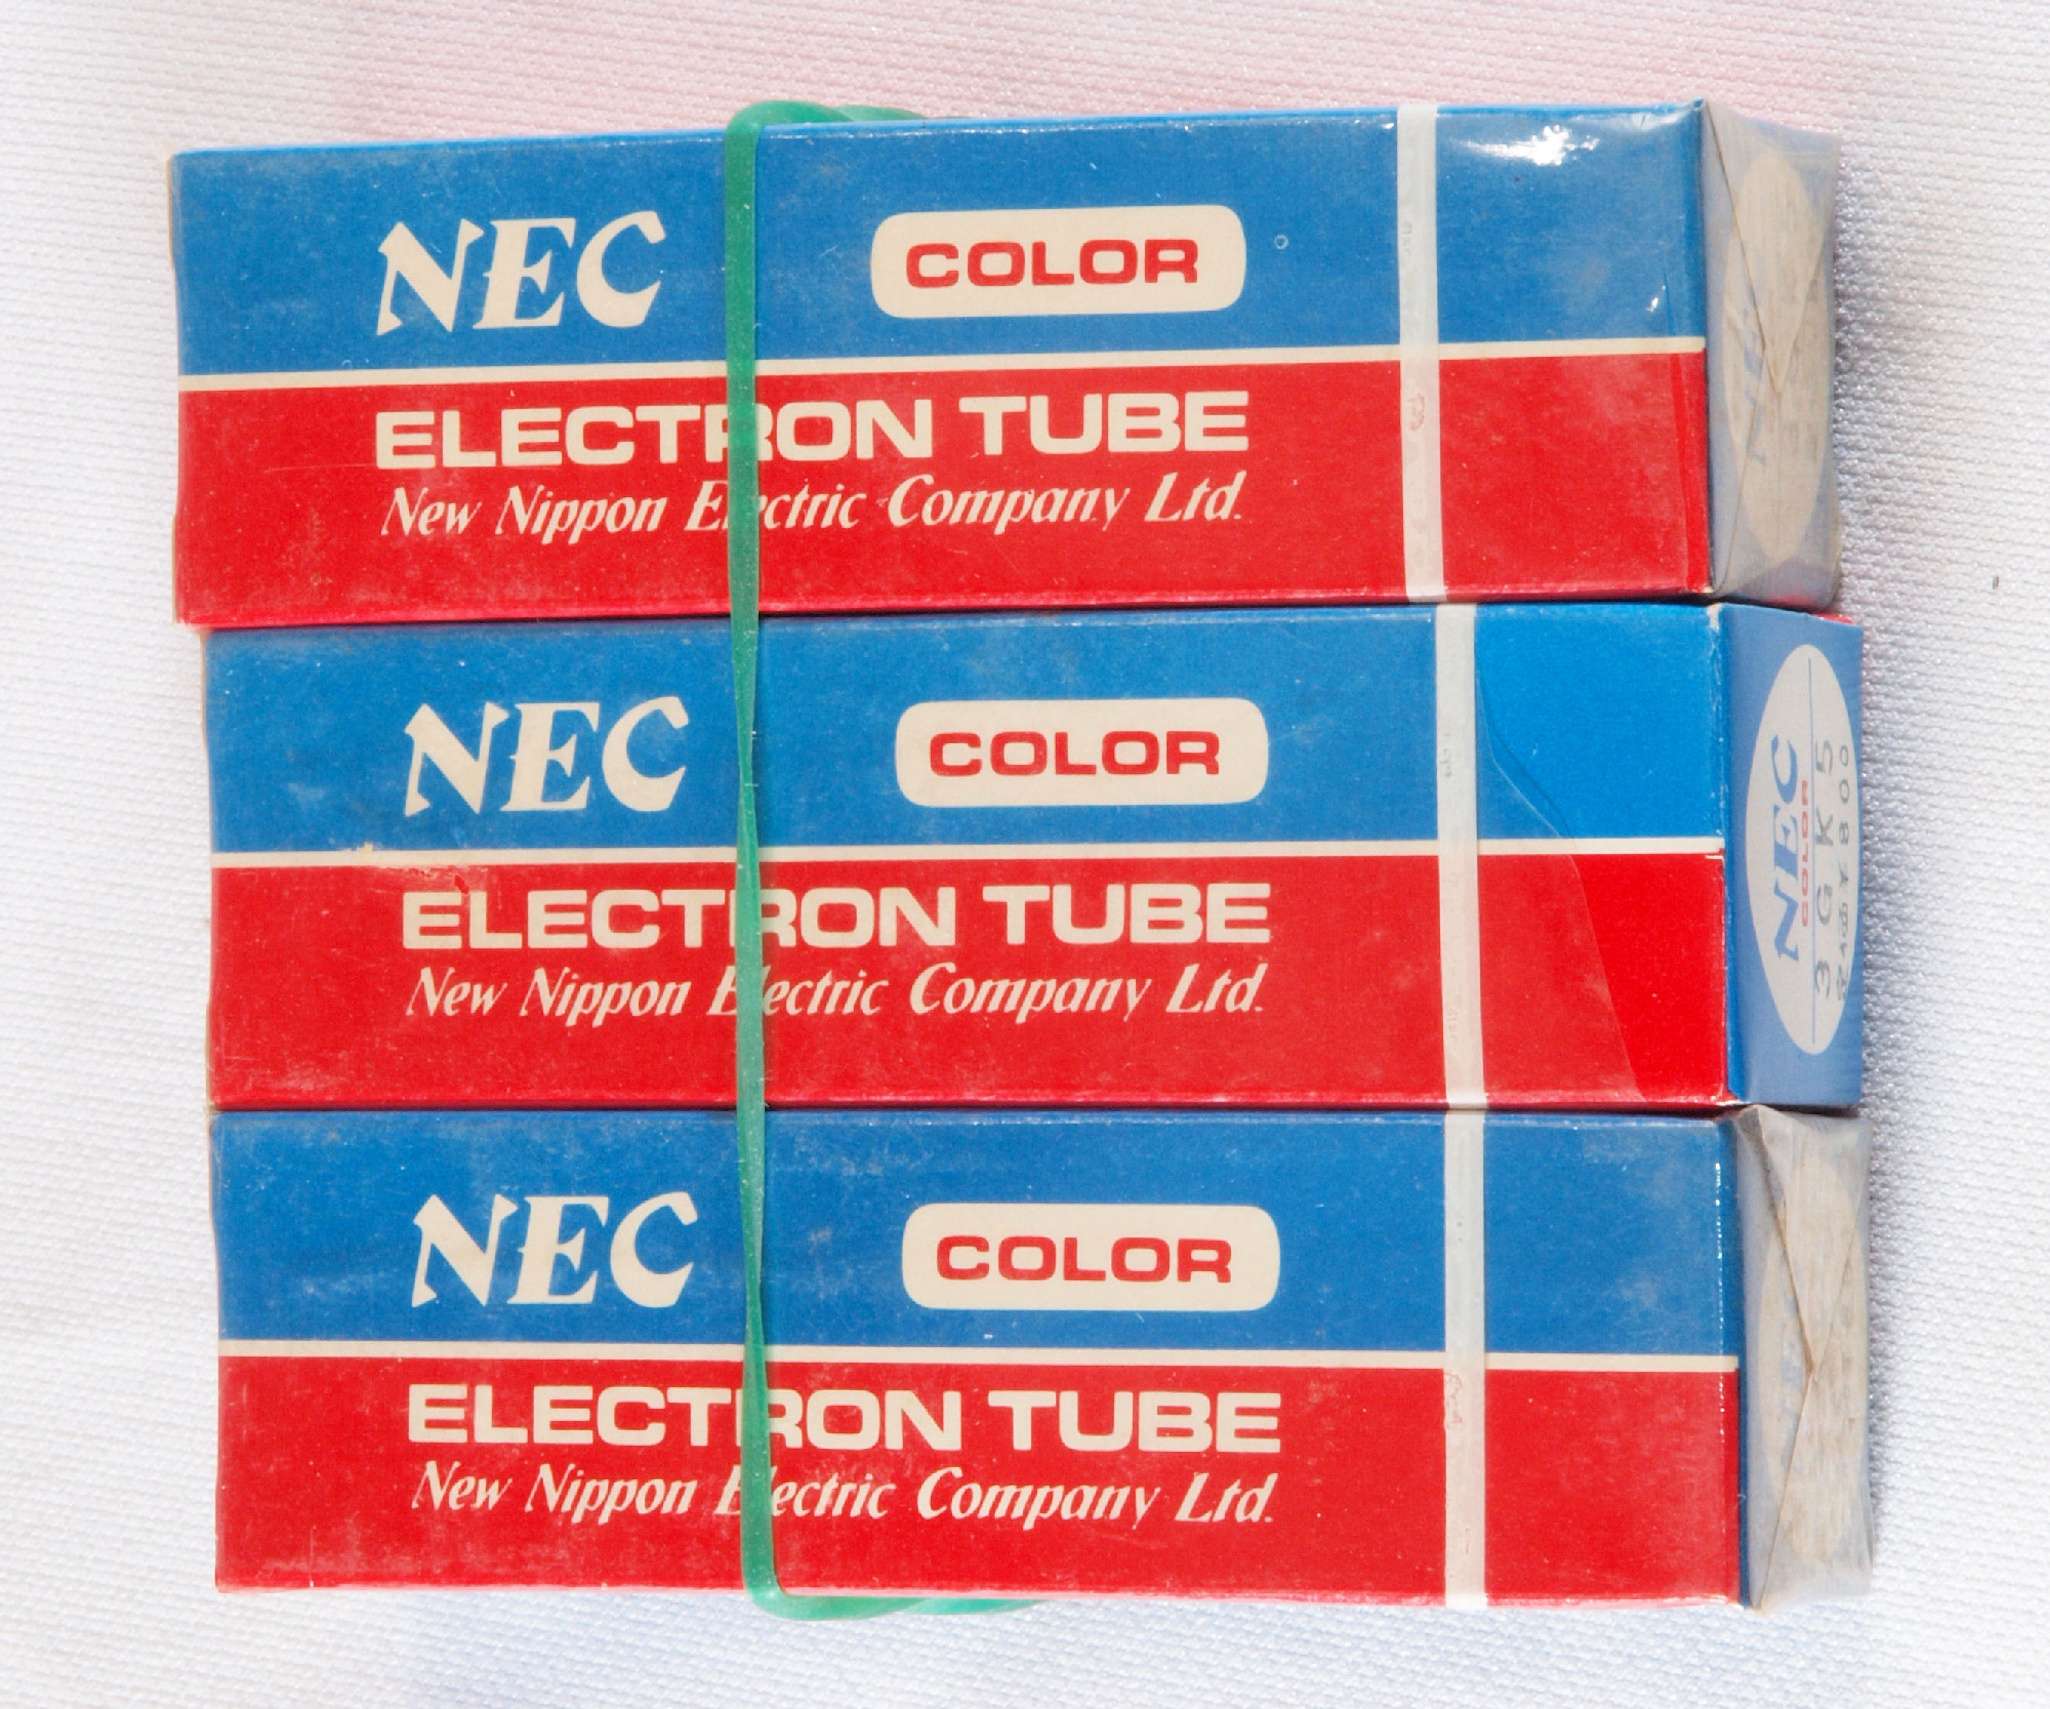 NEC COLOR
ELECTRON TUBE
New Nippon Electric Company Ltd.
NEC COLOR
ELECTRON TUBE
New Nippon Electric Company Ltd.
NEC
COLOR
3GK5
¥800
NEC COLOR
ELECTRON TUBE
New Nippon Electric Company Ltd.